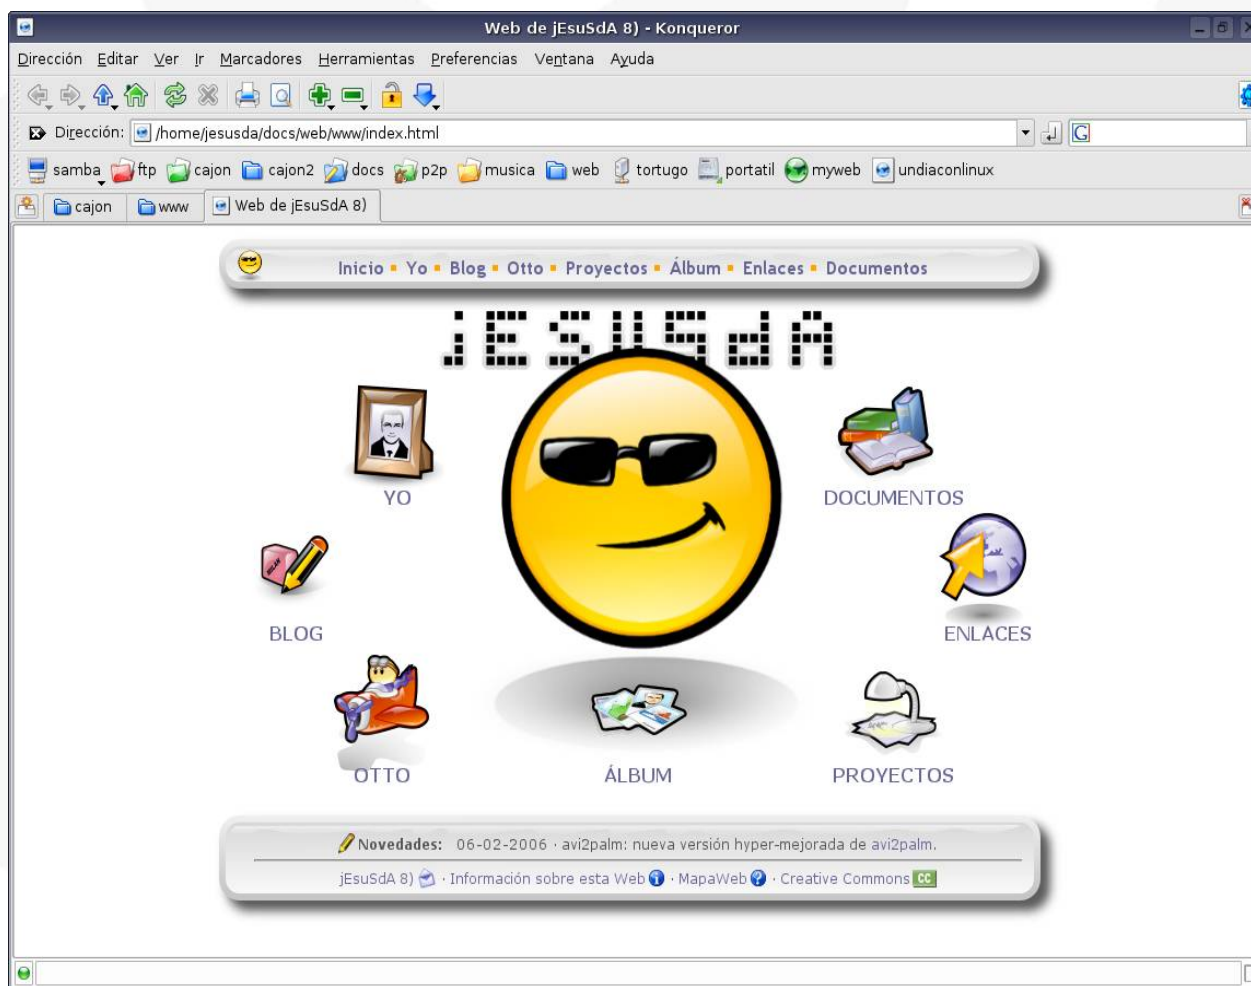 Web de jEsuSdA 8) - Konqueror
Dirección Editar Ver Ir Marcadores Herramientas Preferencias Ventana Ayuda
Dirección: /home/jesusda/docs/web/www/index.html
G
samba ftp cajon cajon2 docs p2p musica web tortugo portatil myweb undiaconlinux
cajon www Web de jEsuSdA 8)
Inicio Yo Blog Otto Proyectos Álbum Enlaces Documentos
jESUSdA
YO
DOCUMENTOS
MILAN
BLOG
ENLACES
OTTO
ÁLBUM
PROYECTOS
Novedades: 06-02-2006 · avi2palm: nueva versión hyper-mejorada de avi2palm.
jEsuSdA 8) · Información sobre esta Web · MapaWeb · Creative Commons CC